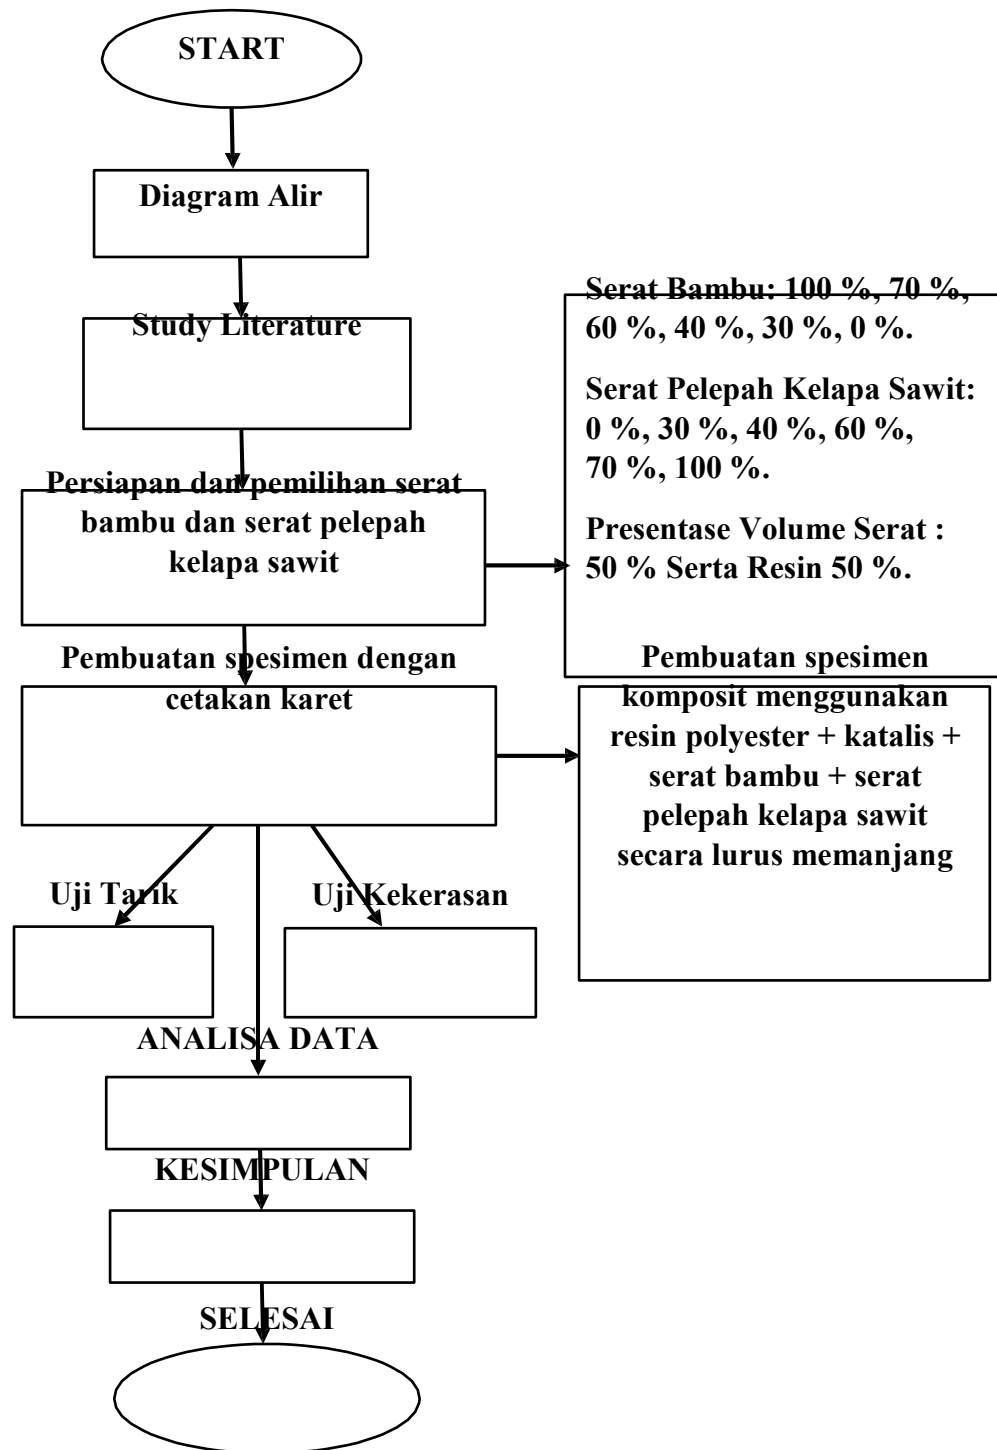 START
Diagram Alir
Study Literature
Persiapan dan pemilihan serat
bambu dan serat pelepah
kelapa sawit
Serat Bambu: 100 %, 70 %,
60 %, 40 %, 30 %, 0 %.
Serat Pelepah Kelapa Sawit:
0 %, 30 %, 40 %, 60 %,
70 %, 100 %.
Presentase Volume Serat :
50 % Serta Resin 50 %.
Pembuatan spesimen dengan
cetakan karet
Pembuatan spesimen
komposit menggunakan
resin polyester + katalis +
serat bambu + serat
pelepah kelapa sawit
secara lurus memanjang
Uji Tarik
Uji Kekerasan
ANALISA DATA
KESIMPULAN
SELESAI